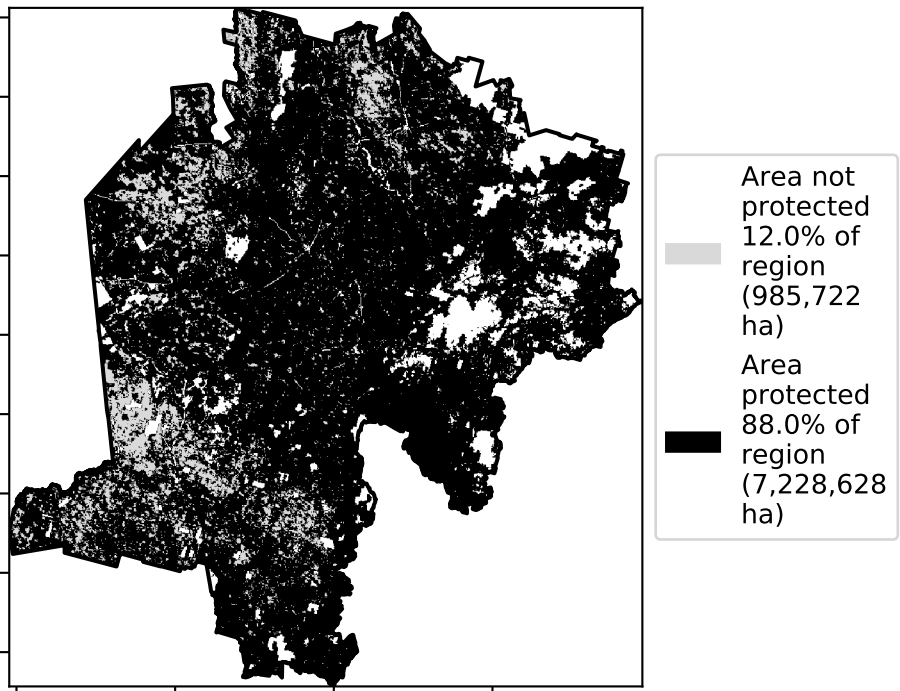 Area not
protected
12.0% of
region
(985,722
ha)
Area
protected
88.0% of
region
(7,228,628
ha)